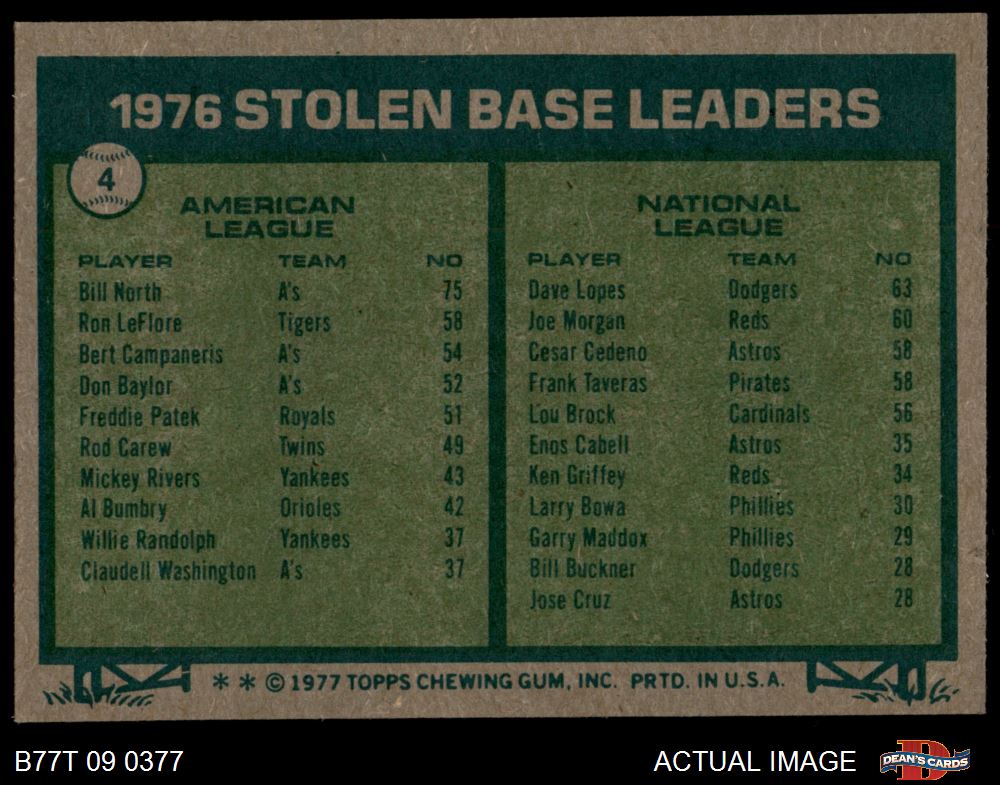 1976 STOLEN BASE LEADERS
4
AMERICAN
LEAGUE
PLAYER TEAM NO
Bill North A's 75
Ron LeFlore Tigers 58
Bert Campaneris A's 54
Don Baylor A's 52
Freddie Patek Royals 51
Rod Carew Twins 49
Mickey Rivers Yankees 43
Al Bumbry Orioles 42
Willie Randolph Yankees 37
Claudell Washington A's 37
NATIONAL
LEAGUE
PLAYER TEAM NO
Dave Lopes Dodgers 63
Joe Morgan Reds 60
Cesar Cedeno Astros 58
Frank Taveras Pirates 58
Lou Brock Cardinals 56
Enos Cabell Astros 35
Ken Griffey Reds 34
Larry Bowa Phillies 30
Garry Maddox Phillies 29
Bill Buckner Dodgers 28
Jose Cruz Astros 28
* * © 1977 TOPPS CHEWING GUM, INC. PRTD. IN U.S.A.
B77T 09 0377
ACTUAL IMAGE
D
DEAN'S CARDS